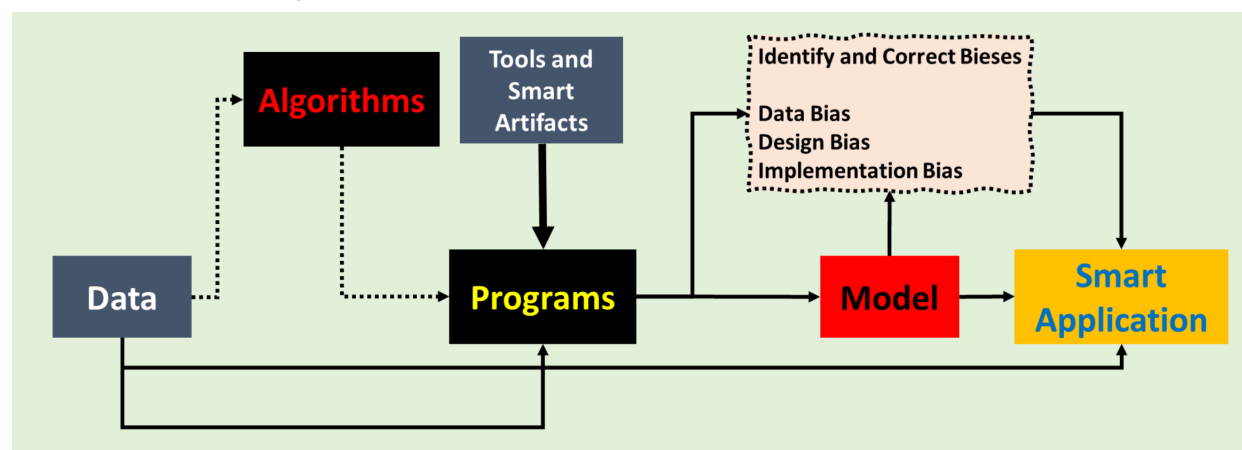 Algorithms
Tools and
Smart
Artifacts
Identify and Correct Bieses
Data Bias
Design Bias
Implementation Bias
Data
Programs
Model
Smart
Application